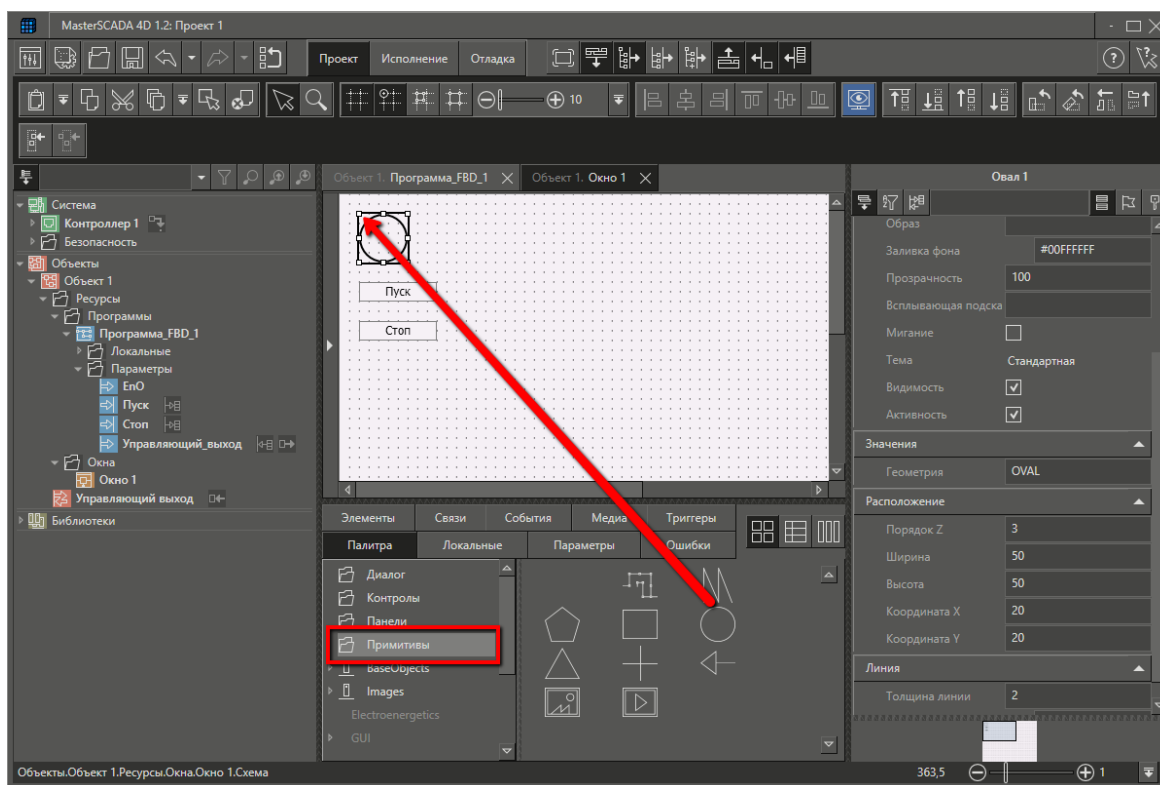 MasterSCADA 4D 1.2: Проект 1
Проект Исполнение Отладка
10
Система
Контроллер 1
Безопасность
Объекты
Объект 1
Ресурсы
Программы
Программа_FBD_1
Локальные
Параметры
EnO
Пуск
Стоп
Управляющий_выход
Окна
Окно 1
Управляющий выход
Библиотеки
Объект 1. Программа_FBD_1
Объект 1. Окно 1
Пуск
Стоп
Элементы Связи События Медиа Триггеры
Палитра Локальные Параметры Ошибки
Диалог
Контролы
Панели
Примитивы
BaseObjects
Images
Electroenergetics
GUI
Овал 1
Образ
Заливка фона #00FFFFFF
Прозрачность 100
Всплывающая подска
Мигание
Тема Стандартная
Видимость
Активность
Значения
Геометрия OVAL
Расположение
Порядок Z 3
Ширина 50
Высота 50
Координата X 20
Координата Y 20
Линия
Толщина линии 2
Объекты.Объект 1.Ресурсы.Окна.Окно 1.Схема
363,5 1